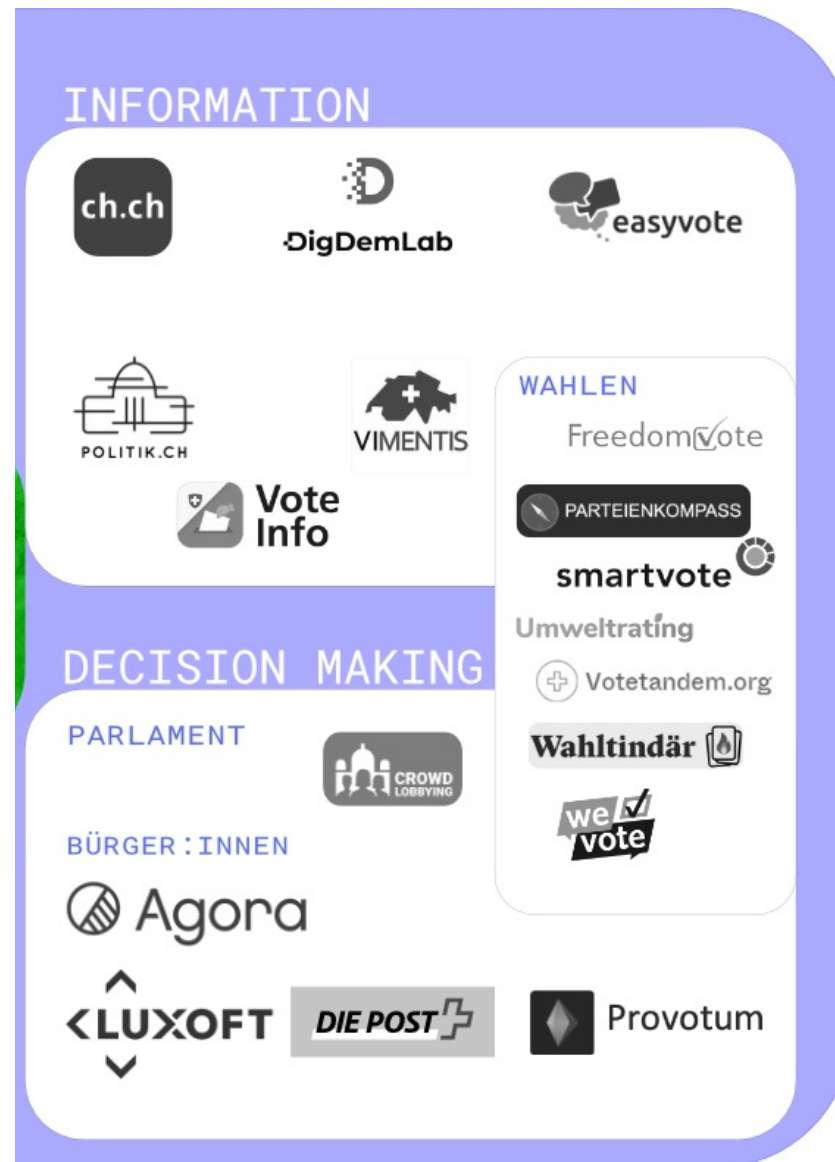 INFORMATION
ch.ch
DigDemLab
easyvote
POLITIK.CH
VIMENTIS
Vote
Info
WAHLEN
Freedomvote
PARTEIENKOMPASS
smartvote
Umweltrating
Votetandem.org
Wahltindär
we
vote
DECISION MAKING
PARLAMENT
CROWD
LOBBYING
BÜRGER:INNEN
Agora
LUXOFT
DIE POST
Provotum